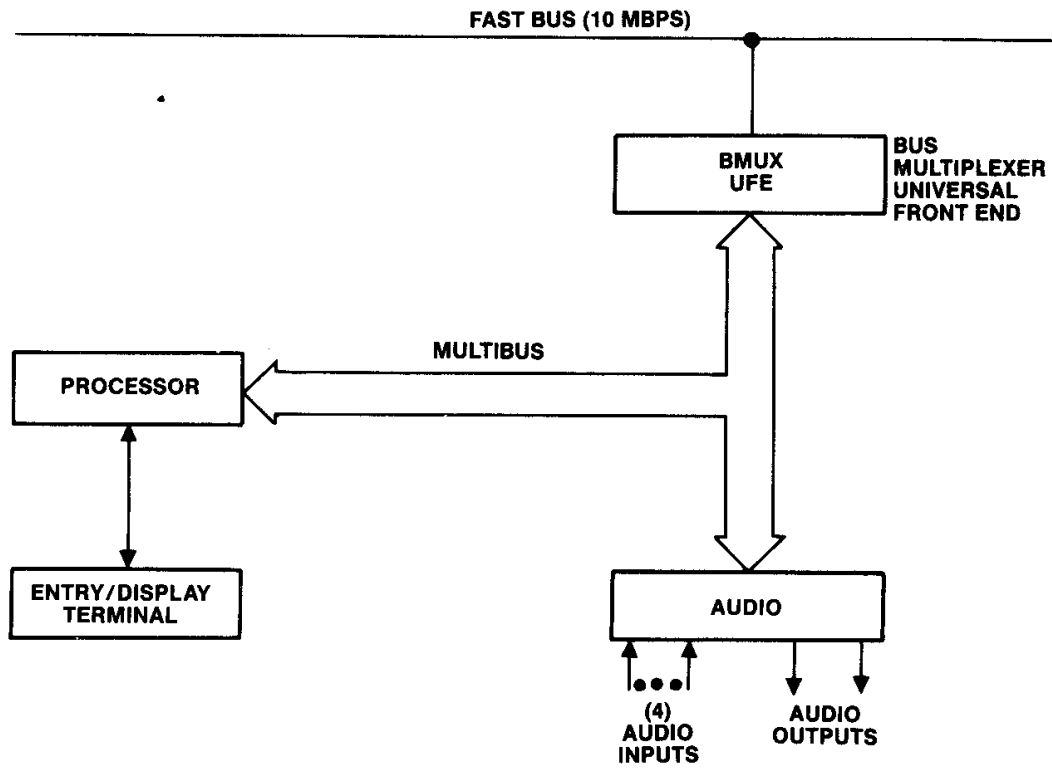 FAST BUS (10 MBPS)
BMUX
UFE
BUS
MULTIPLEXER
UNIVERSAL
FRONT END
MULTIBUS
PROCESSOR
ENTRY/DISPLAY
TERMINAL
AUDIO
(4)
AUDIO
INPUTS
AUDIO
OUTPUTS